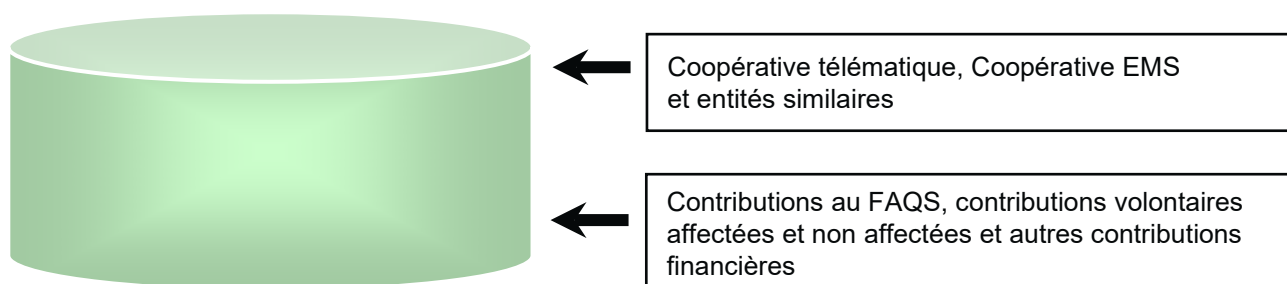 Coopérative télématique, Coopérative EMS
et entités similaires
Contributions au FAQS, contributions volontaires
affectées et non affectées et autres contributions
financières